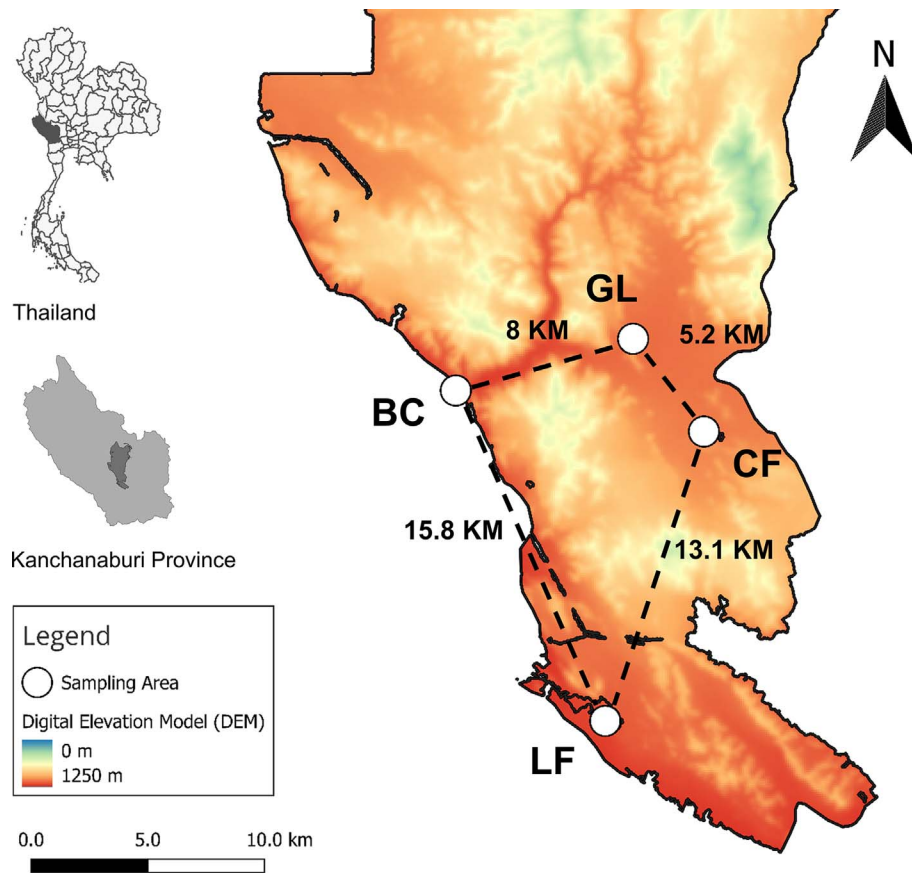 Thailand
Kanchanaburi Province
Legend
Sampling Area
Digital Elevation Model (DEM)
0 m
1250 m
0.0 5.0 10.0 km
N
GL
8 KM
5.2 KM
BC
CF
15.8 KM
13.1 KM
LF